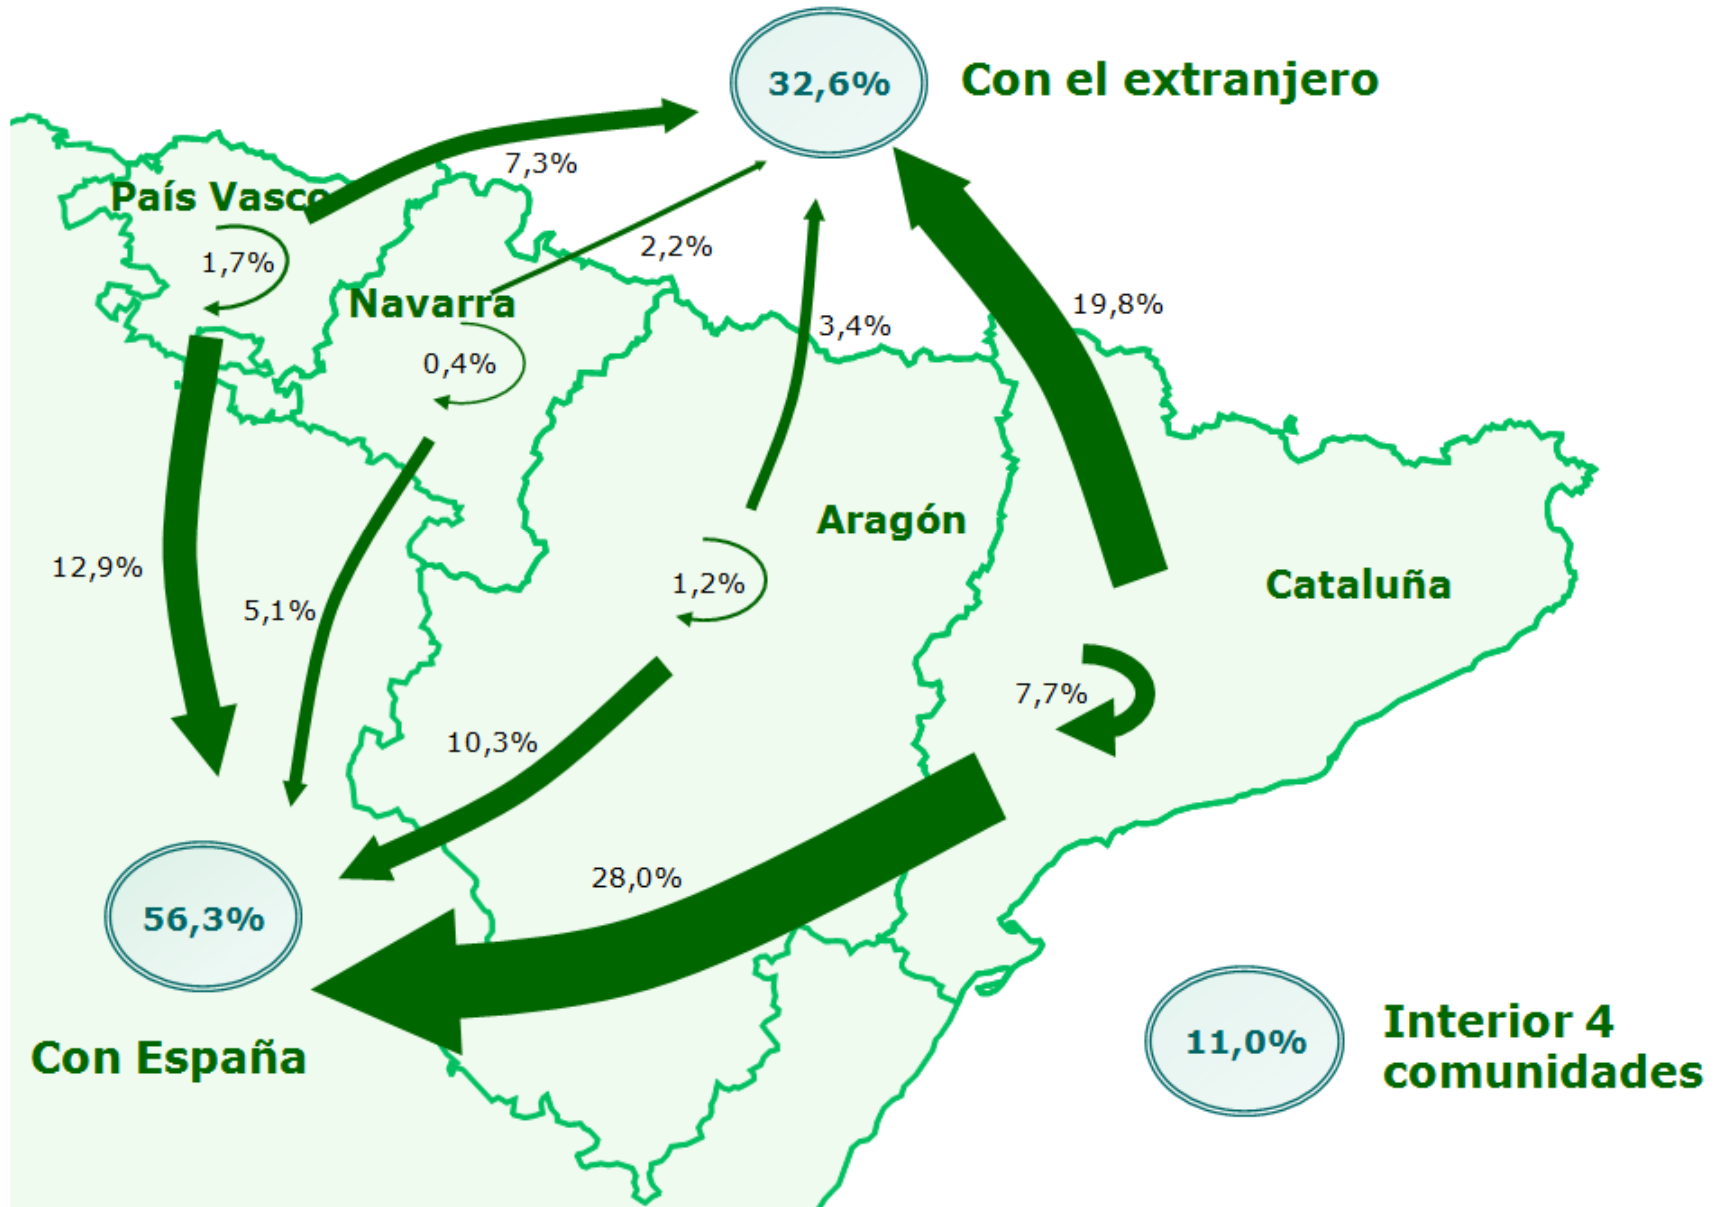 32,6%
Con el extranjero
7,3%
País Vasco
1,7%
2,2%
Navarra
19,8%
3,4%
0,4%
Aragón
12,9%
1,2%
Cataluña
5,1%
7,7%
10,3%
28,0%
56,3%
Con España
11,0%
Interior 4
comunidades